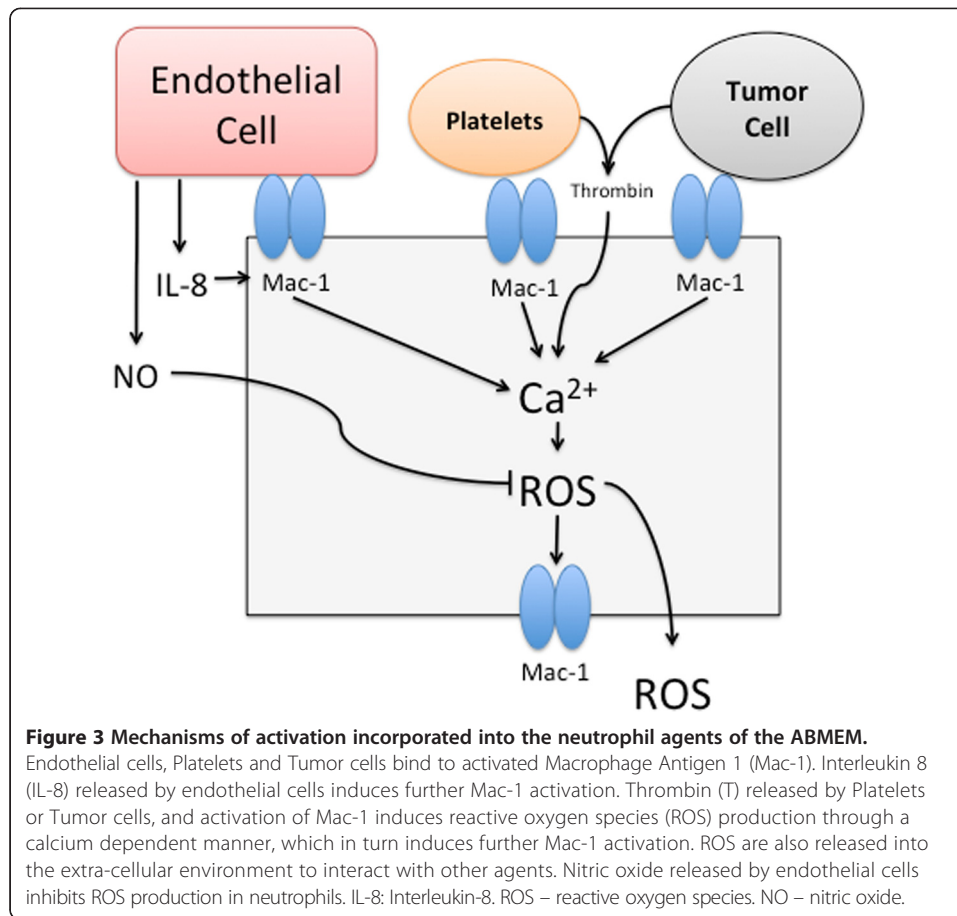 Endothelial
Cell
Platelets
Tumor
Cell
Thrombin
IL-8
Mac-1
Mac-1
Mac-1
NO
Ca²⁺
ROS
Mac-1
ROS
Figure 3 Mechanisms of activation incorporated into the neutrophil agents of the ABMEM.
Endothelial cells, Platelets and Tumor cells bind to activated Macrophage Antigen 1 (Mac-1). Interleukin 8
(IL-8) released by endothelial cells induces further Mac-1 activation. Thrombin (T) released by Platelets
or Tumor cells, and activation of Mac-1 induces reactive oxygen species (ROS) production through a
calcium dependent manner, which in turn induces further Mac-1 activation. ROS are also released into
the extra-cellular environment to interact with other agents. Nitric oxide released by endothelial cells
inhibits ROS production in neutrophils. IL-8: Interleukin-8. ROS – reactive oxygen species. NO – nitric oxide.